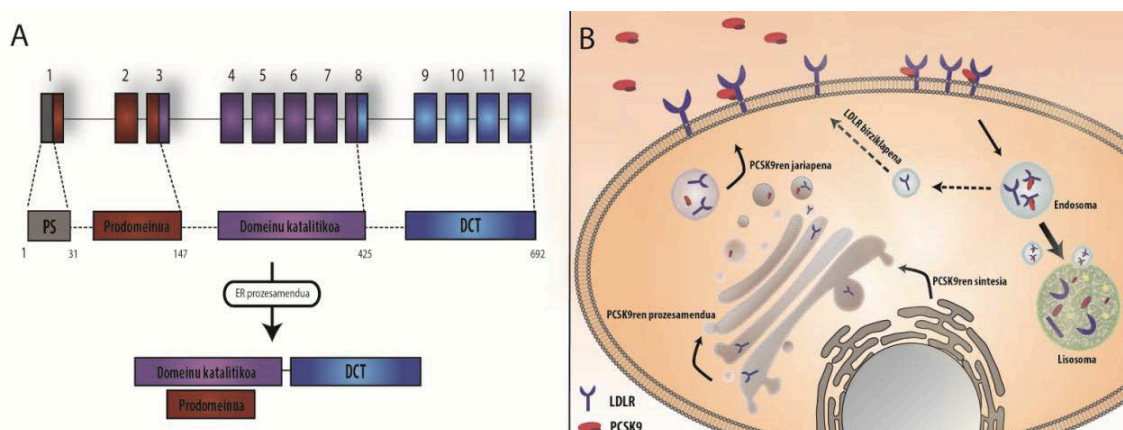 A
1 2 3 4 5 6 7 8 9 10 11 12
PS Prodomeinua Domeinu katalitikoa DCT
1 31 147 425 692
ER prozesamendua
Domeinu katalitikoa DCT
Prodomeinua
B
LDLR birziklapena
PCSK9ren jariapena
Endosoma
PCSK9ren sintesia
PCSK9ren prozesamendua
Lisosoma
LDLR
PCSK9